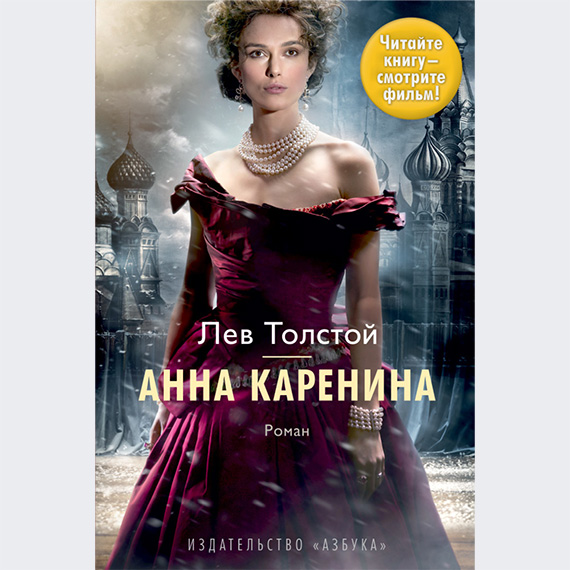 Читайте
книгу —
смотрите
фильм!
Лев Толстой
АННА КАРЕНИНА
Роман
ИЗДАТЕЛЬСТВО «АЗБУКА»